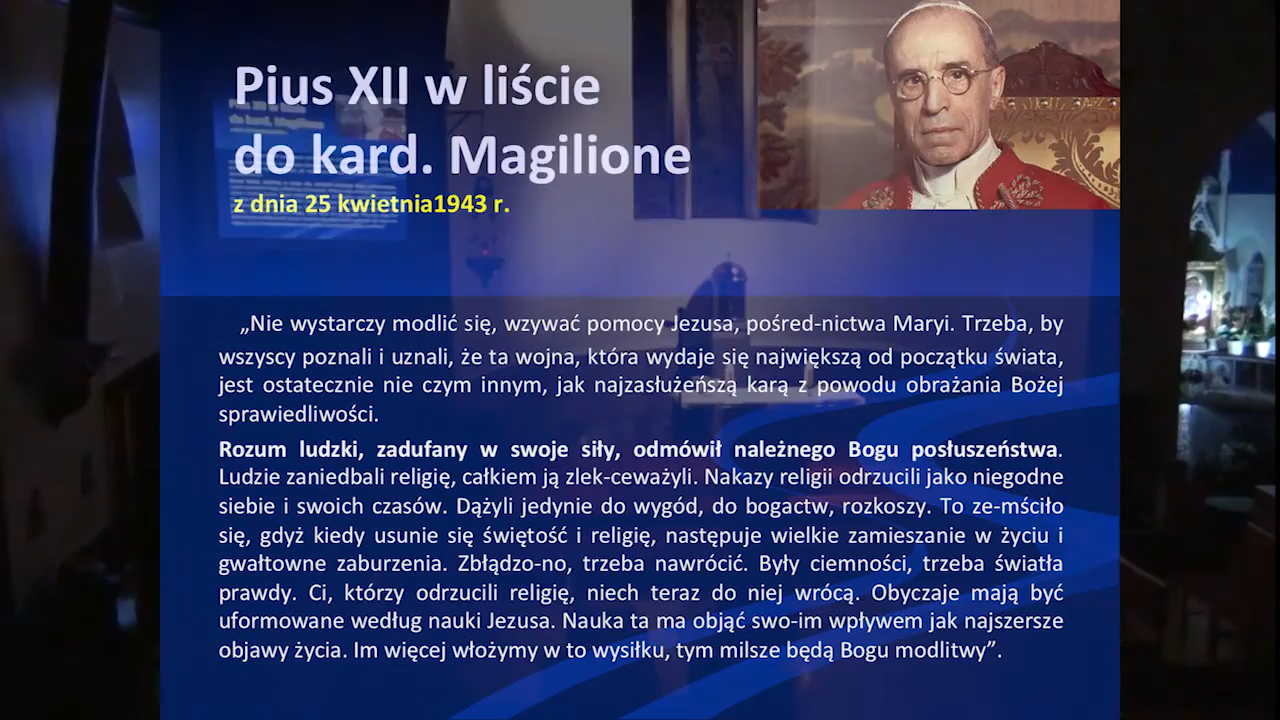 Pius XII w liście
do kard. Magilione
z dnia 25 kwietnia1943 r.
„Nie wystarczy modlić się, wzywać pomocy Jezusa, pośred-nictwa Maryi. Trzeba, by
wszyscy poznali i uznali, że ta wojna, która wydaje się największą od początku świata,
jest ostatecznie nie czym innym, jak najzasłużeńszą karą z powodu obrażania Bożej
sprawiedliwości.
Rozum ludzki, zadufany w swoje siły, odmówił należnego Bogu posłuszeństwa.
Ludzie zaniedbali religię, całkiem ją zlek-ceważyli. Nakazy religii odrzucili jako niegodne
siebie i swoich czasów. Dążyli jedynie do wygód, do bogactw, rozkoszy. To ze-mściło
się, gdyż kiedy usunie się świętość i religię, następuje wielkie zamieszanie w życiu i
gwałtowne zaburzenia. Zbłądzo-no, trzeba nawrócić. Były ciemności, trzeba światła
prawdy. Ci, którzy odrzucili religię, niech teraz do niej wrócą. Obyczaje mają być
uformowane według nauki Jezusa. Nauka ta ma objąć swo-im wpływem jak najszersze
objawy życia. Im więcej włożymy w to wysiłku, tym milsze będą Bogu modlitwy”.